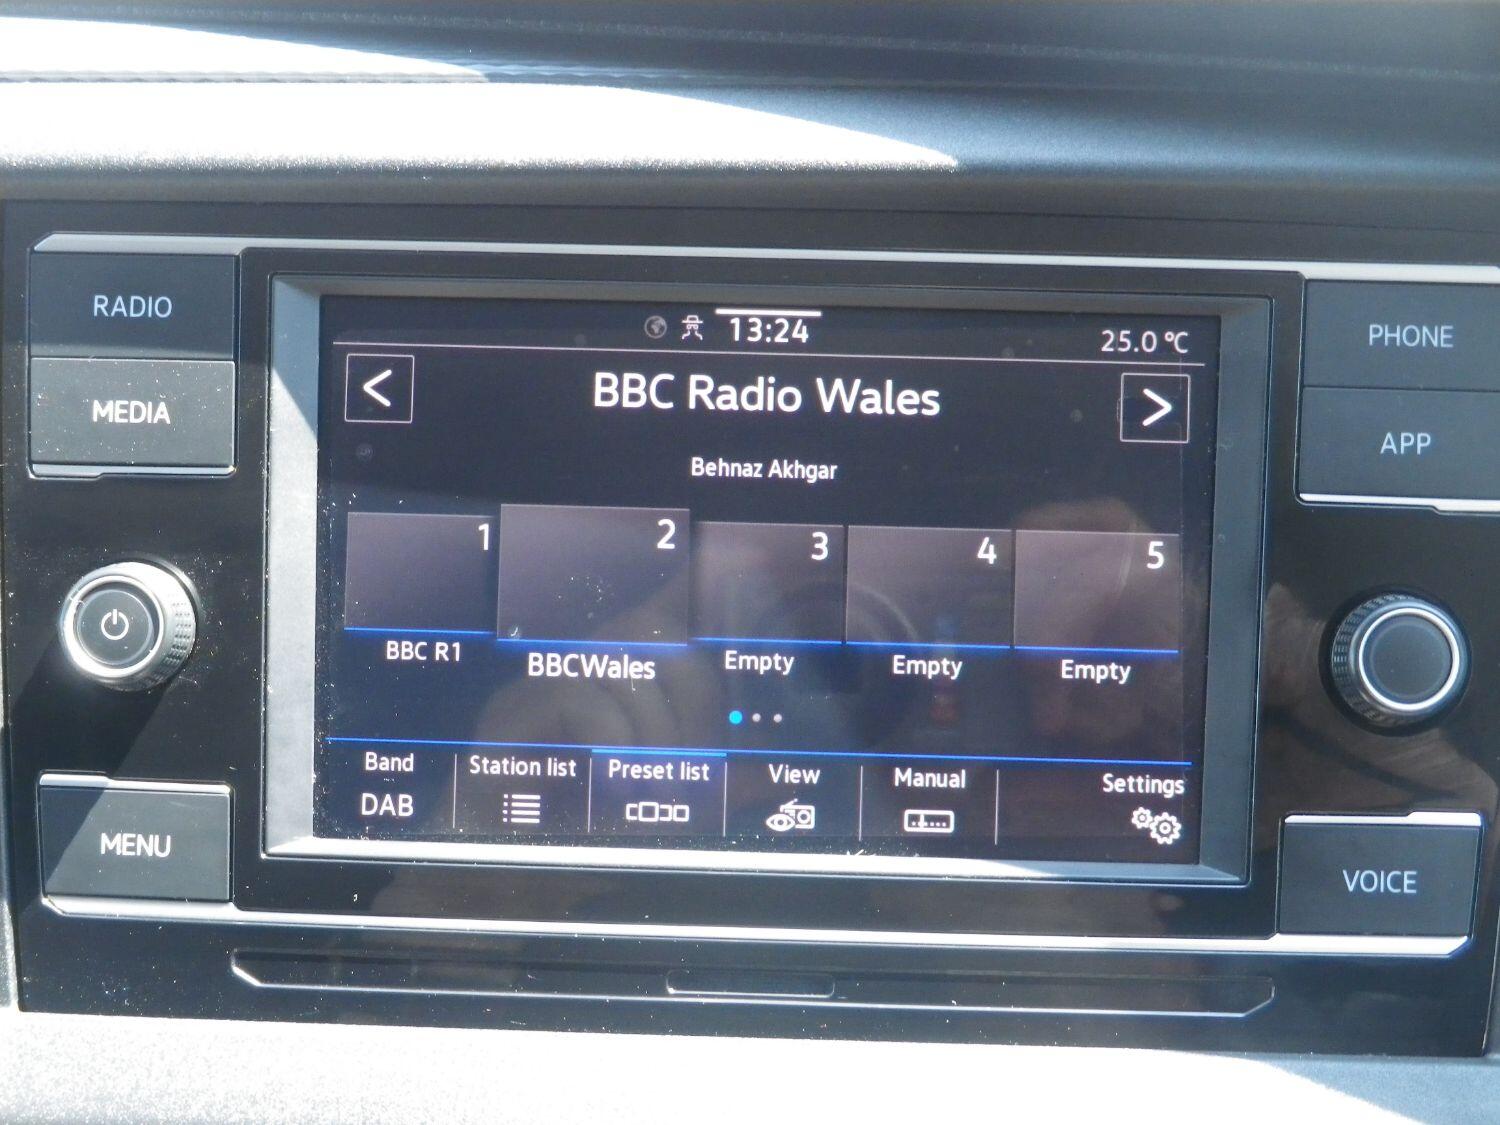 RADIO
MEDIA
MENU
13:24
25.0 °C
<
BBC Radio Wales
>
Behnaz Akhgar
1
2
3
4
5
BBC R1
BBCWales
Empty
Empty
Empty
Band
Station list
Preset list
View
Manual
Settings
DAB
PHONE
APP
VOICE